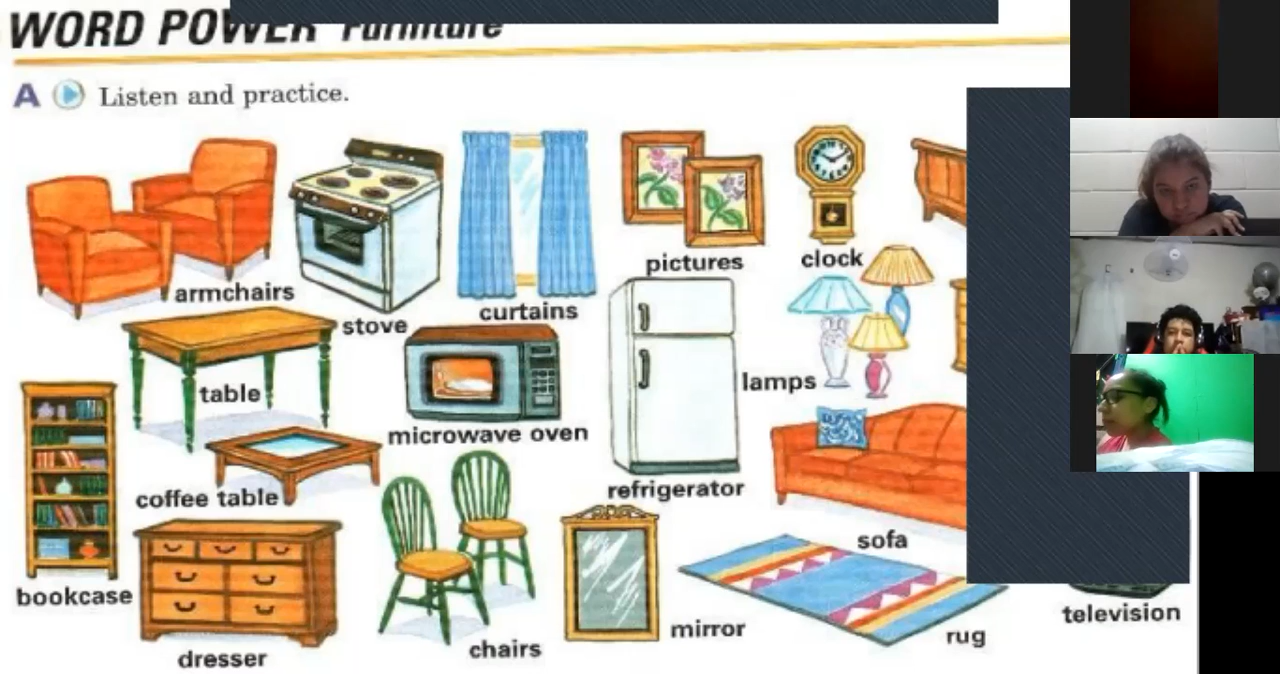 WORD POWER Furniture
A Listen and practice.
armchairs
stove
curtains
pictures
clock
table
microwave oven
refrigerator
lamps
coffee table
sofa
bookcase
dresser
chairs
mirror
rug
television